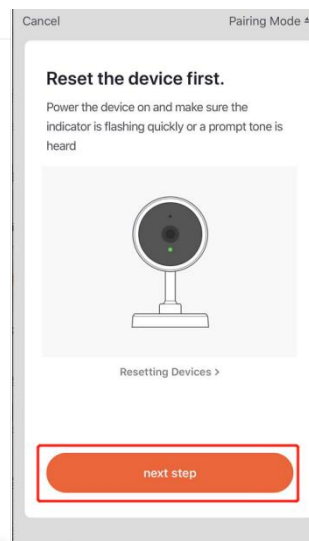 Cancel Pairing Mode
Reset the device first.
Power the device on and make sure the
indicator is flashing quickly or a prompt tone is
heard
Resetting Devices >
next step